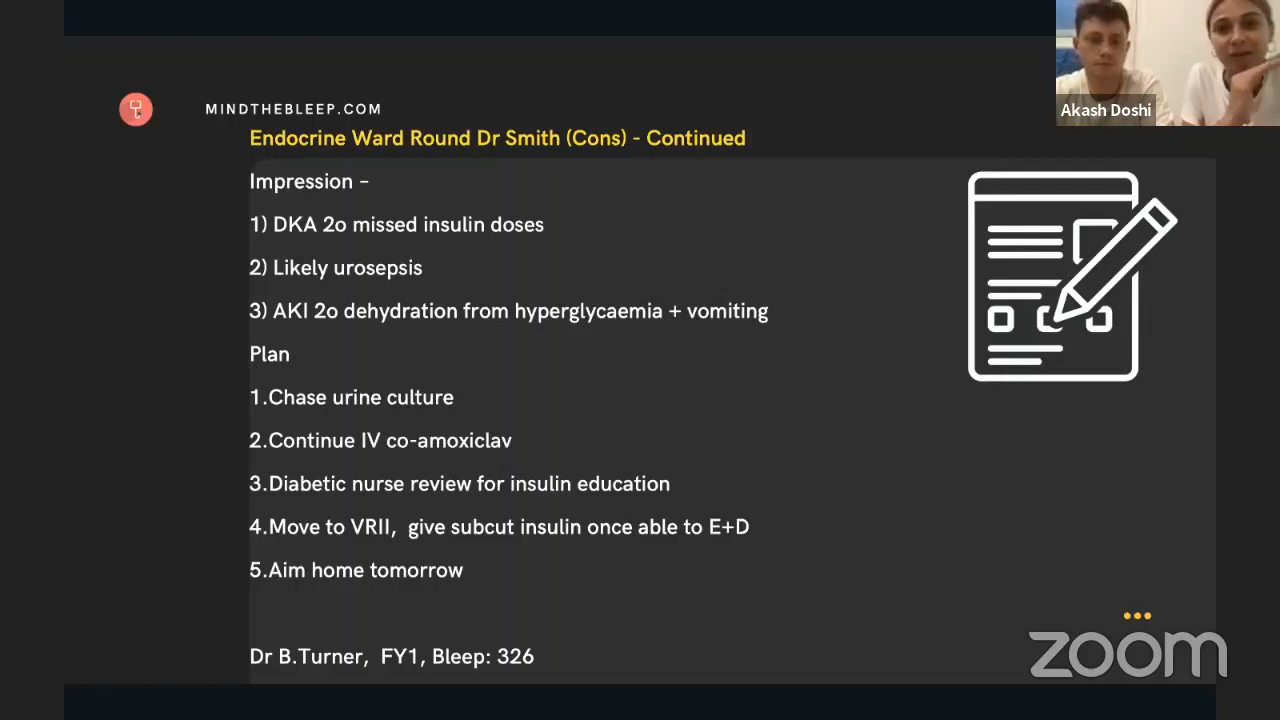 Akash Doshi
MINDTHEBLEEP.COM
Endocrine Ward Round Dr Smith (Cons) - Continued
Impression –
1) DKA 2o missed insulin doses
2) Likely urosepsis
3) AKI 2o dehydration from hyperglycaemia + vomiting
Plan
1.Chase urine culture
2.Continue IV co-amoxiclav
3.Diabetic nurse review for insulin education
4.Move to VRII, give subcut insulin once able to E+D
5.Aim home tomorrow
Dr B.Turner, FY1, Bleep: 326
zoom